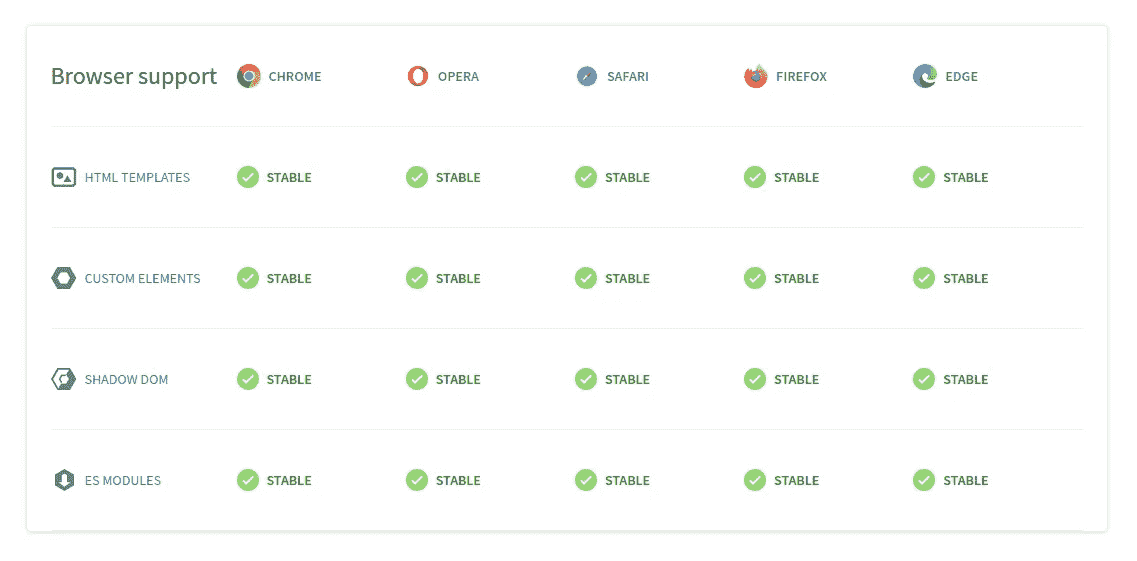 Browser support CHROME OPERA SAFARI FIREFOX EDGE
HTML TEMPLATES STABLE STABLE STABLE STABLE STABLE
CUSTOM ELEMENTS STABLE STABLE STABLE STABLE STABLE
SHADOW DOM STABLE STABLE STABLE STABLE STABLE
ES MODULES STABLE STABLE STABLE STABLE STABLE